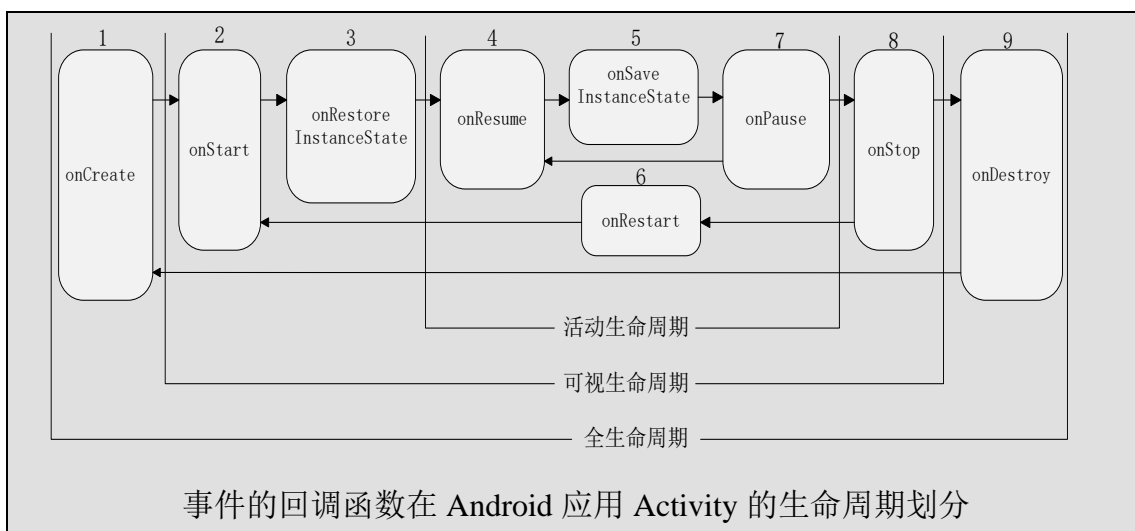 1
onCreate
2
onStart
3
onRestore
InstanceState
4
onResume
5
onSave
InstanceState
6
onRestart
7
onPause
8
onStop
9
onDestroy
活动生命周期
可视生命周期
全生命周期
事件的回调函数在 Android 应用 Activity 的生命周期划分